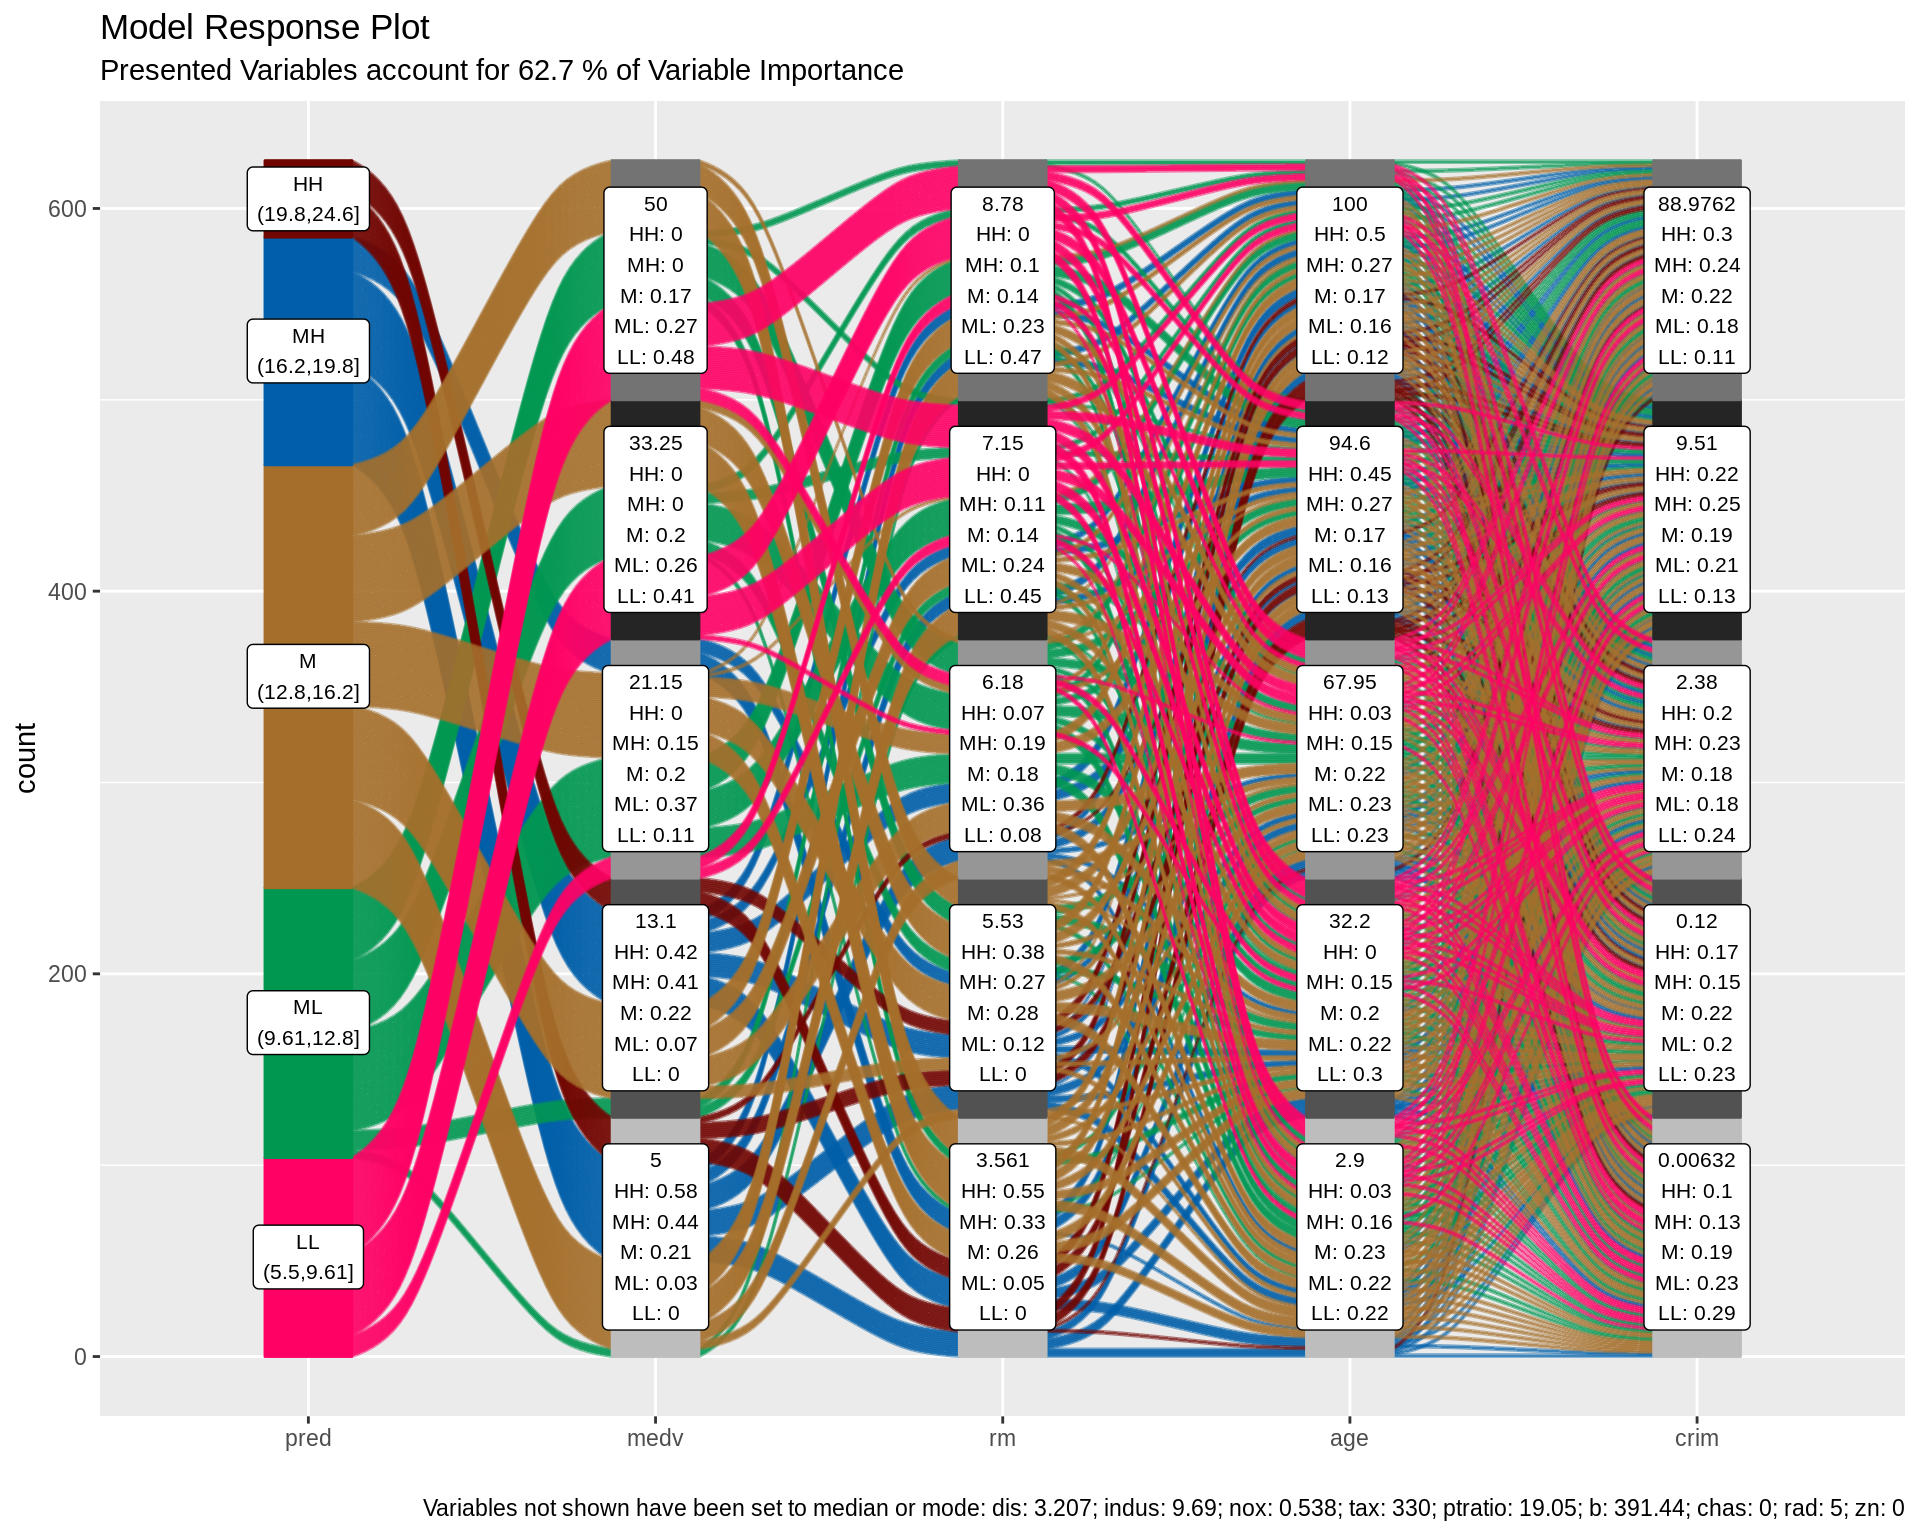 Model Response Plot
Presented Variables account for 62.7 % of Variable Importance
count
600
400
200
0
HH
(19.8,24.6]
MH
(16.2,19.8]
M
(12.8,16.2]
ML
(9.61,12.8]
LL
(5.5,9.61]
50
HH: 0
MH: 0
M: 0.17
ML: 0.27
LL: 0.48
33.25
HH: 0
MH: 0
M: 0.2
ML: 0.26
LL: 0.41
21.15
HH: 0
MH: 0.15
M: 0.2
ML: 0.37
LL: 0.11
13.1
HH: 0.42
MH: 0.41
M: 0.22
ML: 0.07
LL: 0
5
HH: 0.58
MH: 0.44
M: 0.21
ML: 0.03
LL: 0
8.78
HH: 0
MH: 0.1
M: 0.14
ML: 0.23
LL: 0.47
7.15
HH: 0
MH: 0.11
M: 0.14
ML: 0.24
LL: 0.45
6.18
HH: 0.07
MH: 0.19
M: 0.18
ML: 0.36
LL: 0.08
5.53
HH: 0.38
MH: 0.27
M: 0.28
ML: 0.12
LL: 0
3.561
HH: 0.55
MH: 0.33
M: 0.26
ML: 0.05
LL: 0
100
HH: 0.5
MH: 0.27
M: 0.17
ML: 0.16
LL: 0.12
94.6
HH: 0.45
MH: 0.27
M: 0.17
ML: 0.16
LL: 0.13
67.95
HH: 0.03
MH: 0.15
M: 0.22
ML: 0.23
LL: 0.23
32.2
HH: 0
MH: 0.15
M: 0.2
ML: 0.22
LL: 0.3
2.9
HH: 0.03
MH: 0.16
M: 0.23
ML: 0.22
LL: 0.22
88.9762
HH: 0.3
MH: 0.24
M: 0.22
ML: 0.18
LL: 0.11
9.51
HH: 0.22
MH: 0.25
M: 0.19
ML: 0.21
LL: 0.13
2.38
HH: 0.2
MH: 0.23
M: 0.18
ML: 0.18
LL: 0.24
0.12
HH: 0.17
MH: 0.15
M: 0.22
ML: 0.2
LL: 0.23
0.00632
HH: 0.1
MH: 0.13
M: 0.19
ML: 0.23
LL: 0.29
pred
medv
rm
age
crim
Variables not shown have been set to median or mode: dis: 3.207; indus: 9.69; nox: 0.538; tax: 330; ptratio: 19.05; b: 391.44; chas: 0; rad: 5; zn: 0